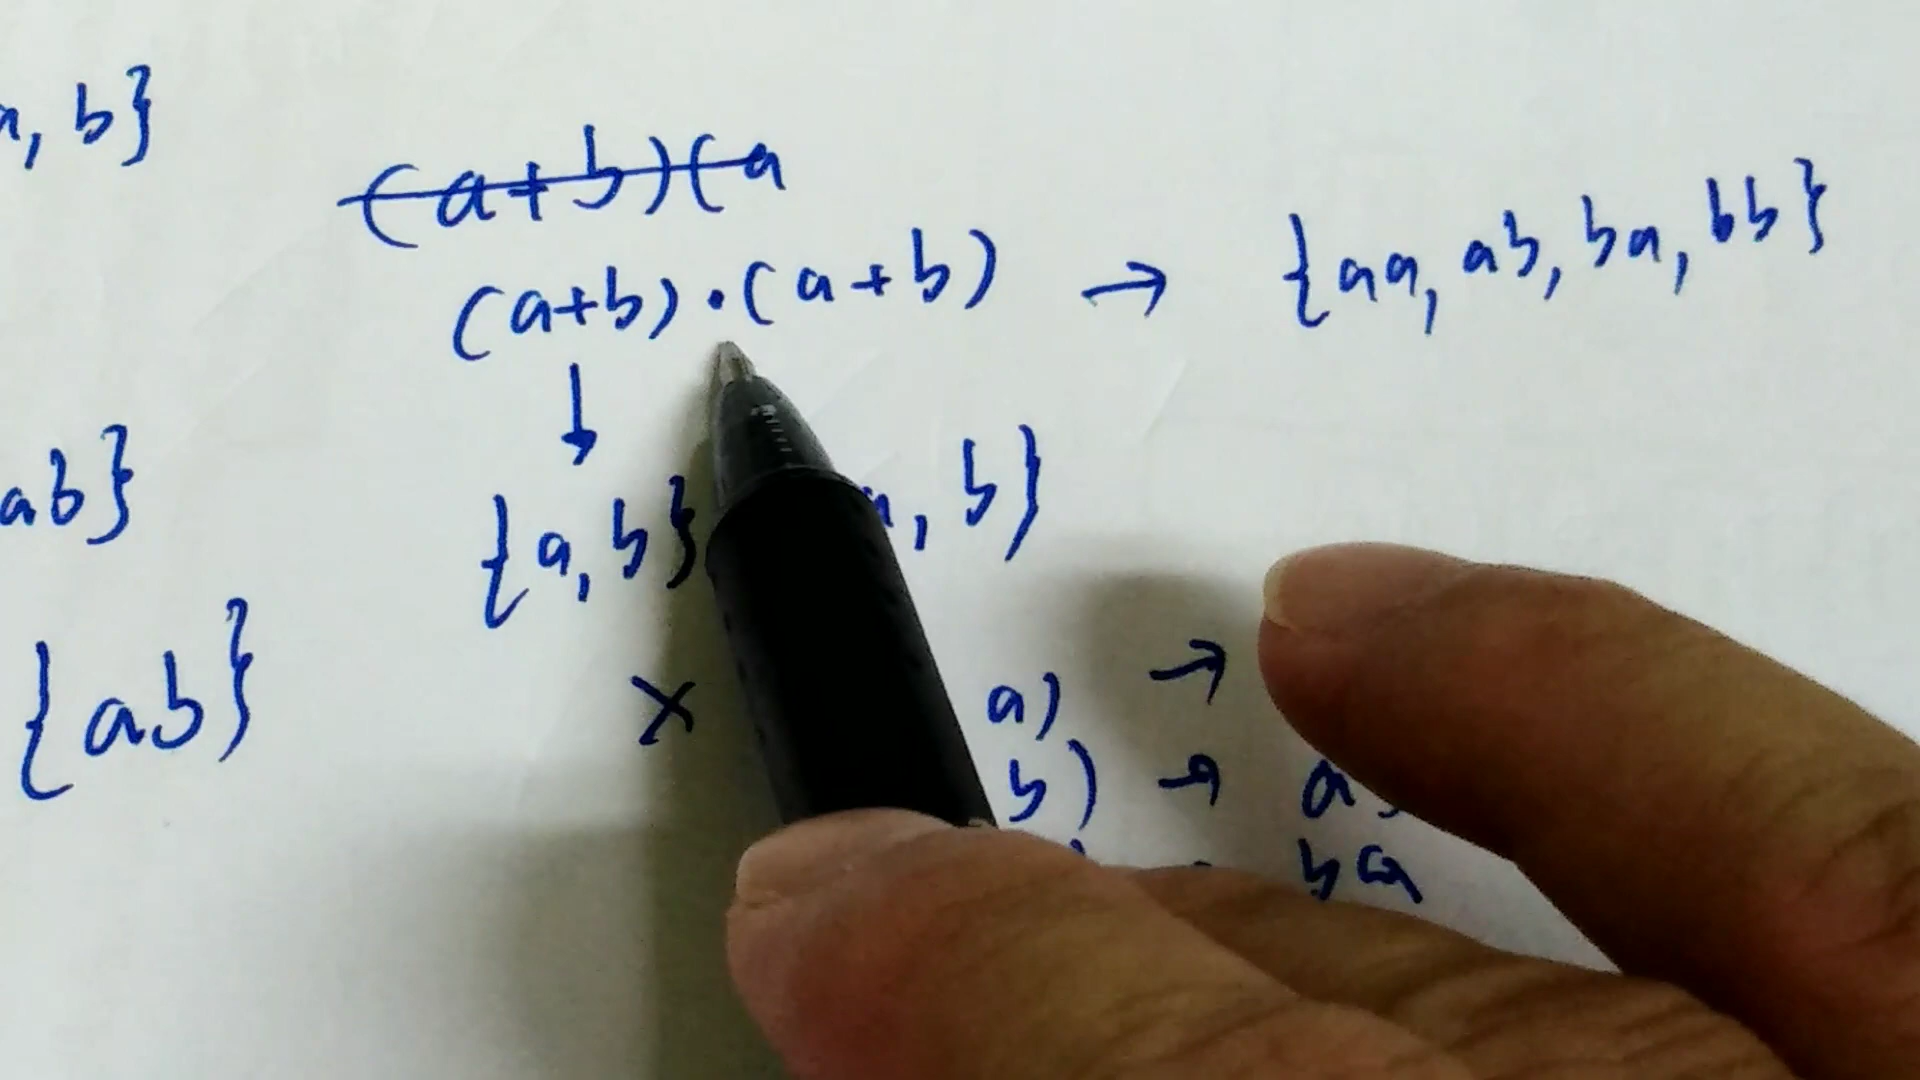 , b}
(a+b)(a
(a+b)·(a+b) → {aa, ab, ba, bb}
↓
ab}
{a, b} , b}
{ab}
x a) →
b) → a
ba